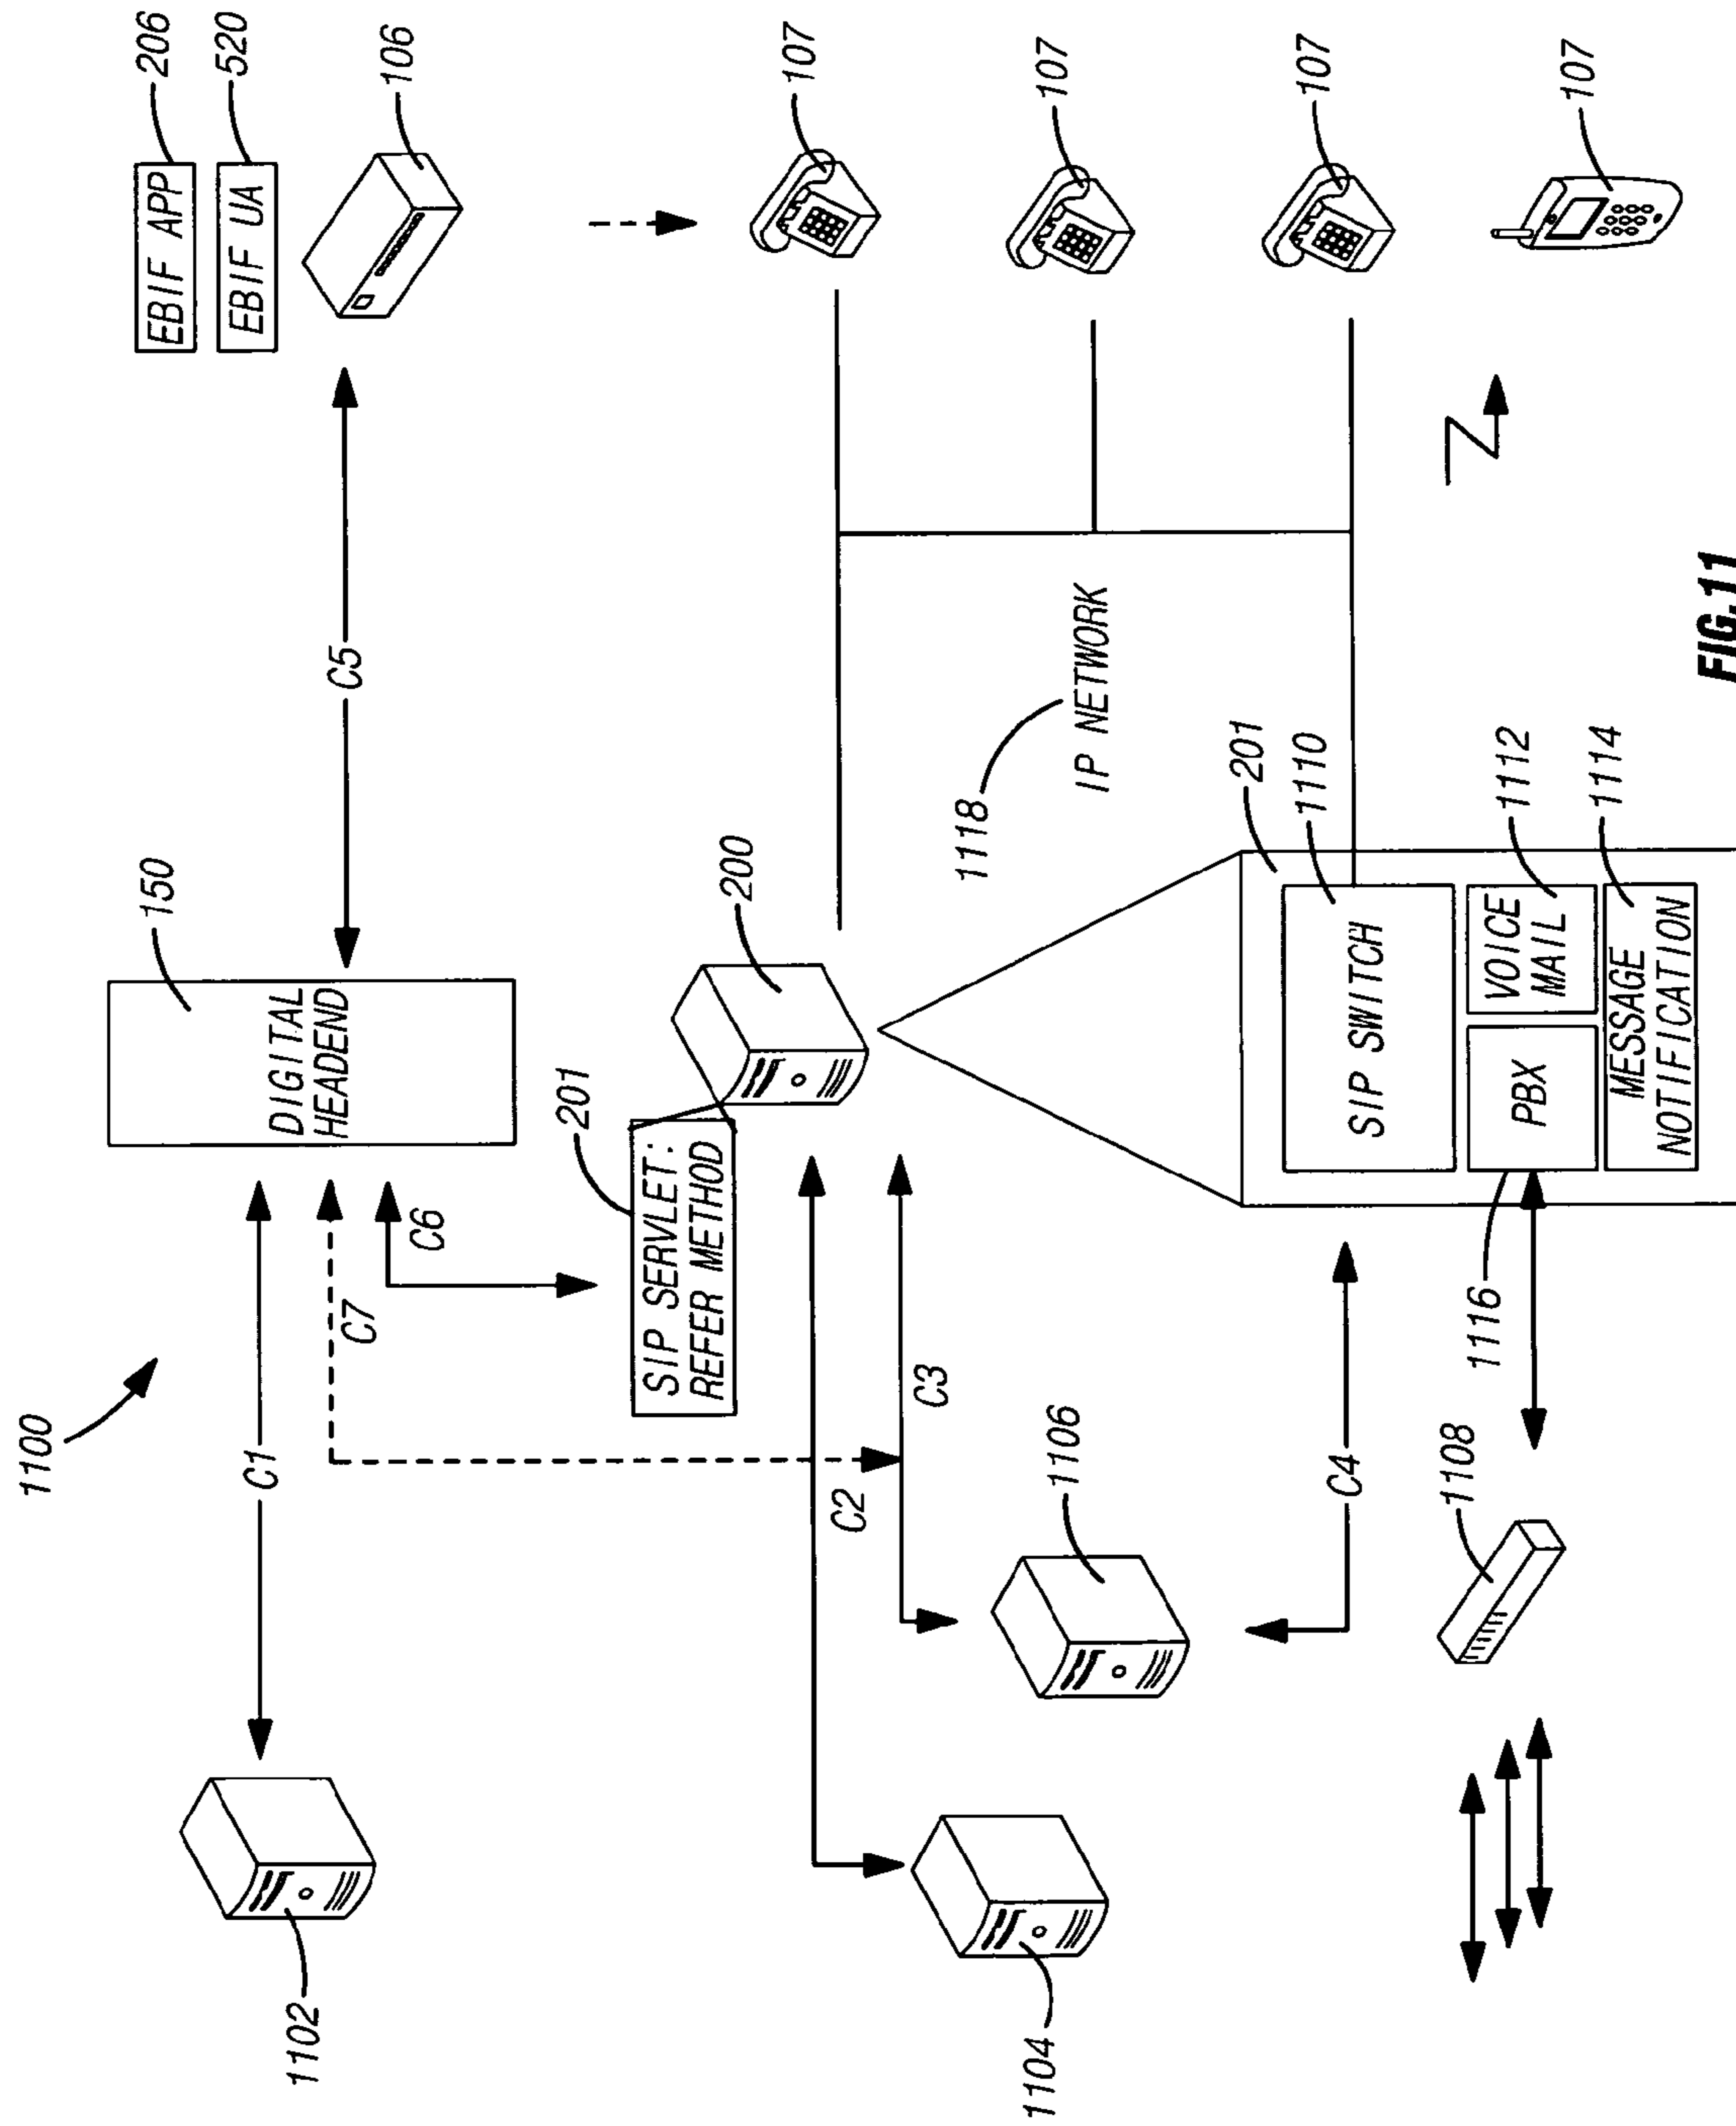 1100
1102
C1
150
DIGITAL
HEADEND
C5
EBIF APP
206
EBIF UA
520
106
C7
C6
SIP SERVLET:
REFER METHOD
201
200
107
1104
C2
C3
1106
1118
IP NETWORK
107
C4
201
SIP SWITCH
1110
107
1108
1116
PBX
VOICE
MAIL
1112
MESSAGE
NOTIFICATION
1114
107
FIG.11